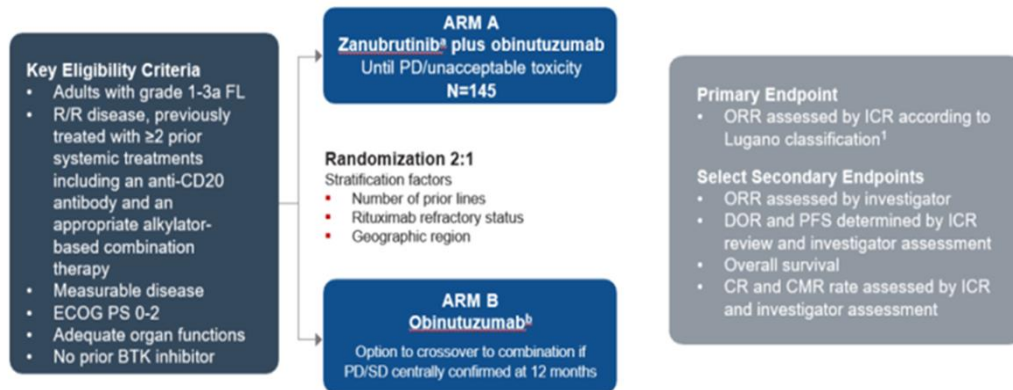 Key Eligibility Criteria
• Adults with grade 1-3a FL
• R/R disease, previously
treated with ≥2 prior
systemic treatments
including an anti-CD20
antibody and an
appropriate alkylator-
based combination
therapy
• Measurable disease
• ECOG PS 0-2
• Adequate organ functions
• No prior BTK inhibitor
ARM A
Zanubrutinibª plus obinutuzumab
Until PD/unacceptable toxicity
N=145
Randomization 2:1
Stratification factors
▪ Number of prior lines
▪ Rituximab refractory status
▪ Geographic region
ARM B
Obinutuzumabᵇ
Option to crossover to combination if
PD/SD centrally confirmed at 12 months
Primary Endpoint
• ORR assessed by ICR according to
Lugano classification¹
Select Secondary Endpoints
• ORR assessed by investigator
• DOR and PFS determined by ICR
review and investigator assessment
• Overall survival
• CR and CMR rate assessed by ICR
and investigator assessment